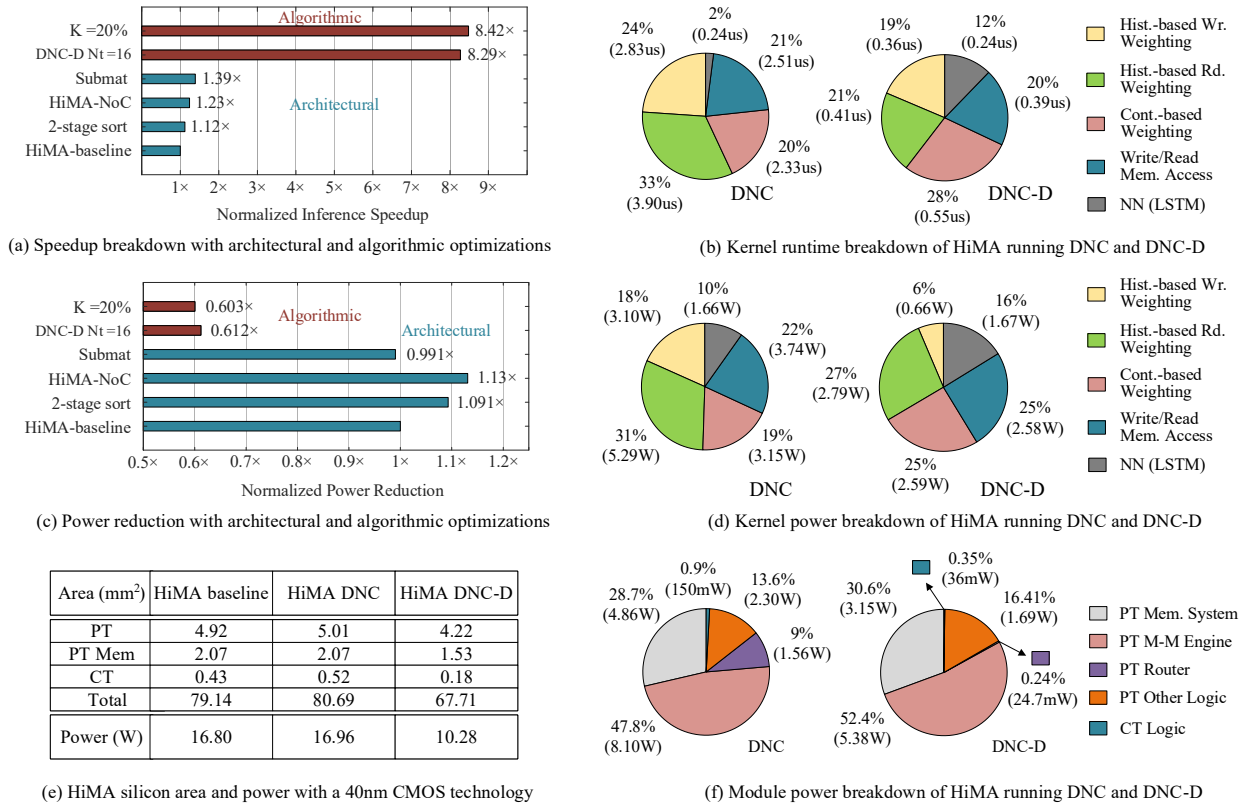 Algorithmic
K =20%
8.42×
DNC-D Nt =16
8.29×
Submat
1.39×
HiMA-NoC
1.23×
Architectural
2-stage sort
1.12×
HiMA-baseline
1× 2× 3× 4× 5× 6× 7× 8× 9×
Normalized Inference Speedup
(a) Speedup breakdown with architectural and algorithmic optimizations
24%
(2.83us)
2%
(0.24us)
21%
(2.51us)
20%
(2.33us)
33%
(3.90us)
DNC
19%
(0.36us)
12%
(0.24us)
20%
(0.39us)
21%
(0.41us)
28%
(0.55us)
DNC-D
Hist.-based Wr.
Weighting
Hist.-based Rd.
Weighting
Cont.-based
Weighting
Write/Read
Mem. Access
NN (LSTM)
(b) Kernel runtime breakdown of HiMA running DNC and DNC-D
K =20%
0.603×
Algorithmic
DNC-D Nt =16
0.612×
Architectural
Submat
0.991×
HiMA-NoC
1.13×
2-stage sort
1.091×
HiMA-baseline
0.5× 0.6× 0.7× 0.8× 0.9× 1× 1.1× 1.2×
Normalized Power Reduction
(c) Power reduction with architectural and algorithmic optimizations
18%
(3.10W)
10%
(1.66W)
22%
(3.74W)
19%
(3.15W)
31%
(5.29W)
DNC
6%
(0.66W)
16%
(1.67W)
27%
(2.79W)
25%
(2.58W)
25%
(2.59W)
DNC-D
Hist.-based Wr.
Weighting
Hist.-based Rd.
Weighting
Cont.-based
Weighting
Write/Read
Mem. Access
NN (LSTM)
(d) Kernel power breakdown of HiMA running DNC and DNC-D
Area (mm²) HiMA baseline HiMA DNC HiMA DNC-D
PT 4.92 5.01 4.22
PT Mem 2.07 2.07 1.53
CT 0.43 0.52 0.18
Total 79.14 80.69 67.71
Power (W) 16.80 16.96 10.28
(e) HiMA silicon area and power with a 40nm CMOS technology
28.7%
(4.86W)
0.9%
(150mW)
13.6%
(2.30W)
9%
(1.56W)
47.8%
(8.10W)
DNC
30.6%
(3.15W)
0.35%
(36mW)
16.41%
(1.69W)
0.24%
(24.7mW)
52.4%
(5.38W)
DNC-D
PT Mem. System
PT M-M Engine
PT Router
PT Other Logic
CT Logic
(f) Module power breakdown of HiMA running DNC and DNC-D